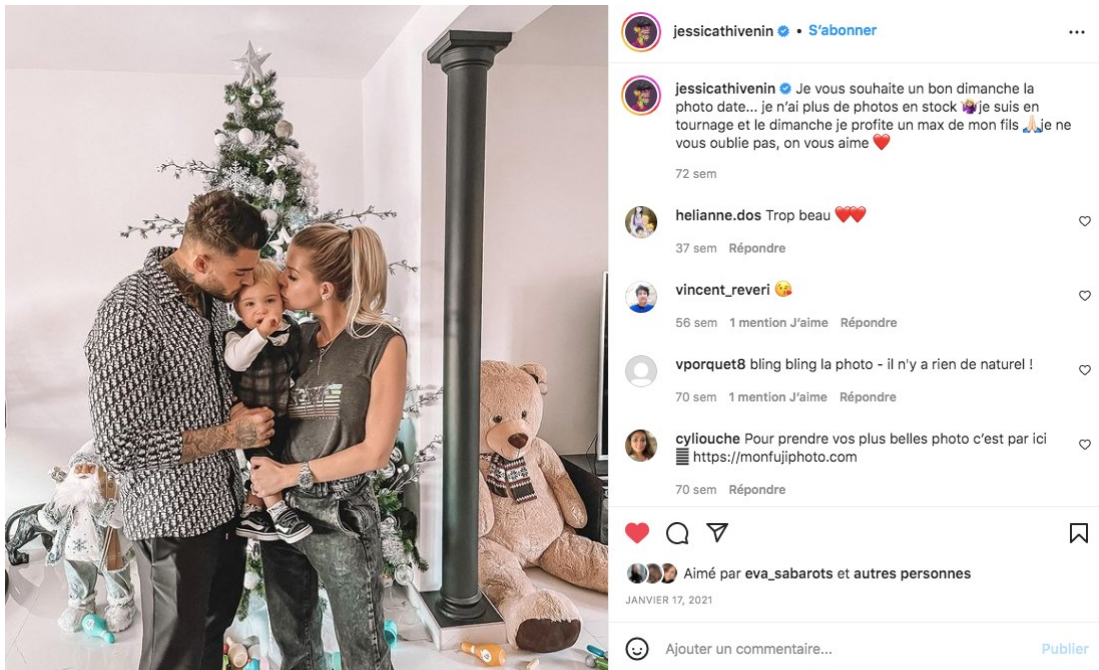 jessicathivenin • S'abonner
jessicathivenin Je vous souhaite un bon dimanche la
photo date... je n'ai plus de photos en stock 🤷🏼‍♀️je suis en
tournage et le dimanche je profite un max de mon fils 🙏🏻je ne
vous oublie pas, on vous aime ❤️
72 sem
helianne.dos Trop beau ❤️❤️
37 sem Répondre
vincent_reveri 😘
56 sem 1 mention J'aime Répondre
vporquet8 bling bling la photo - il n'y a rien de naturel !
70 sem 1 mention J'aime Répondre
cyliouche Pour prendre vos plus belles photo c'est par ici
https://monfujiphoto.com
70 sem Répondre
Aimé par eva_sabarots et autres personnes
JANVIER 17, 2021
Ajouter un commentaire...
Publier